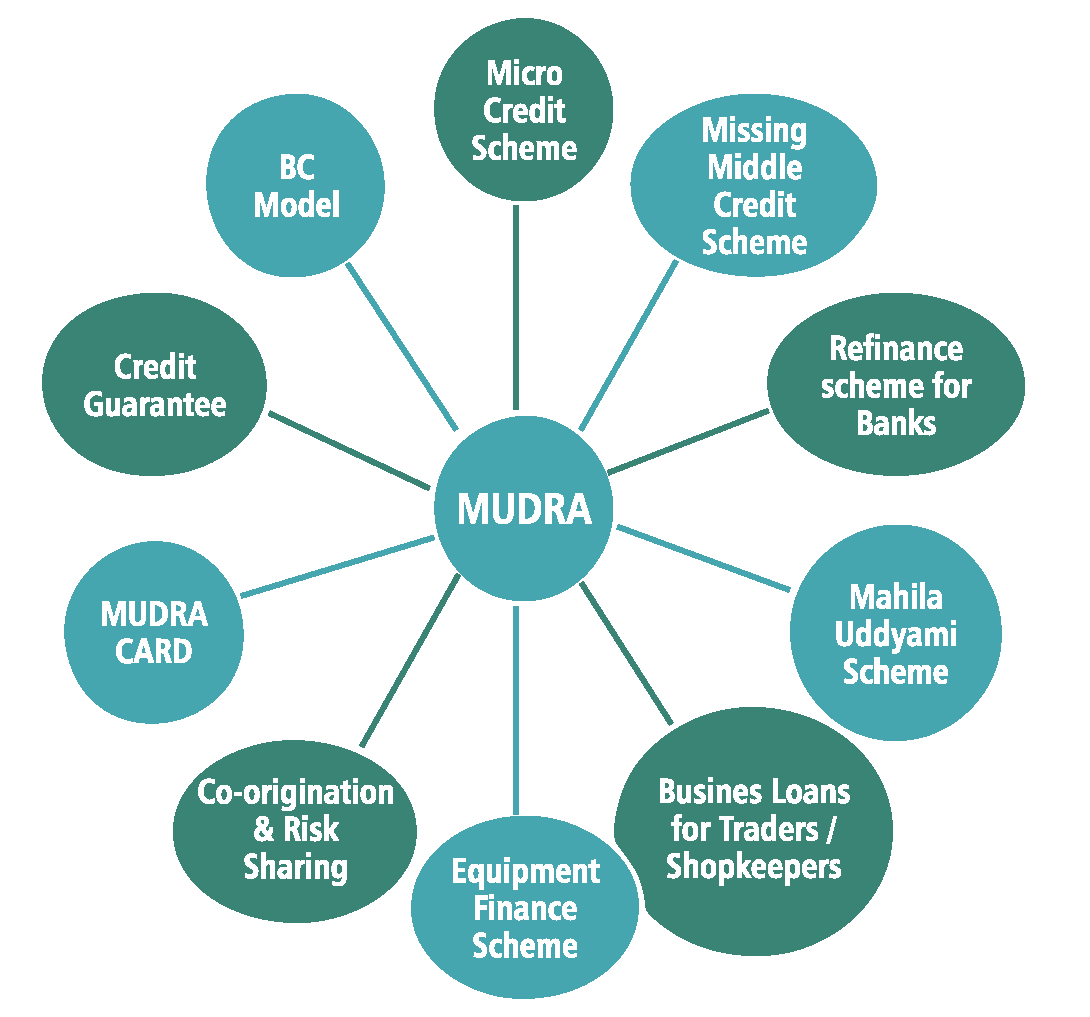 Micro
Credit
Scheme
Missing
Middle
Credit
Scheme
Refinance
scheme for
Banks
Mahila
Uddyami
Scheme
Busines Loans
for Traders /
Shopkeepers
Equipment
Finance
Scheme
Co-origination
& Risk
Sharing
MUDRA
CARD
Credit
Guarantee
BC
Model
MUDRA